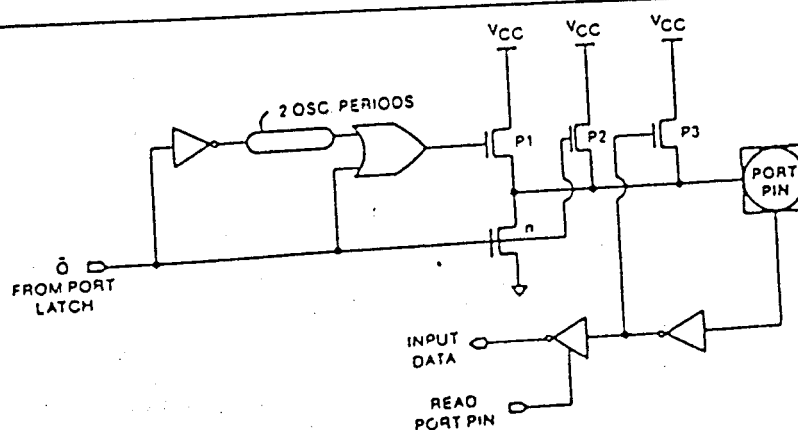 VCC
VCC
VCC
2 OSC. PERIODS
P1
P2
P3
PORT
PIN
n
Q̄
FROM PORT
LATCH
INPUT
DATA
READ
PORT PIN